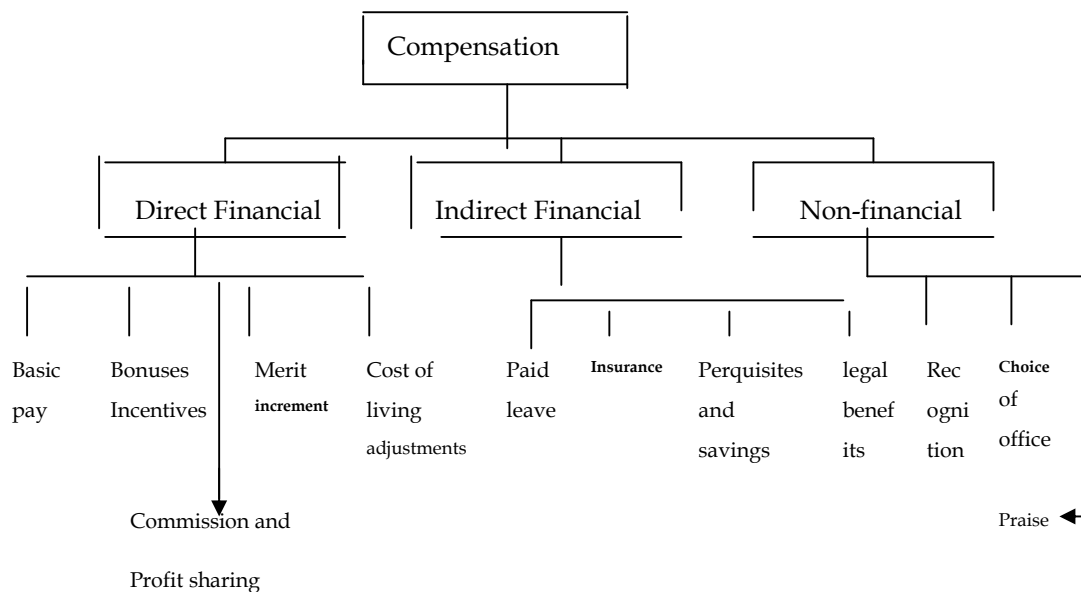 Compensation
Direct Financial
Indirect Financial
Non-financial
Basic
pay
Bonuses
Incentives
Merit
increment
Cost of
living
adjustments
Paid
leave
Insurance
Perquisites
and
savings
legal
benef
its
Rec
ogni
tion
Choice
of
office
Commission and
Profit sharing
Praise